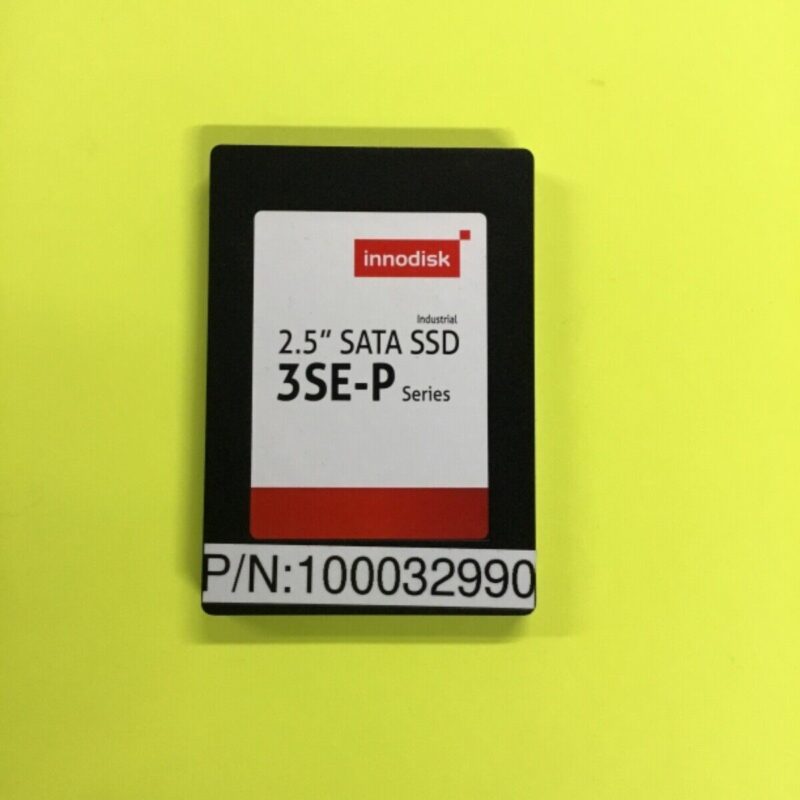 innodisk
Industrial
2.5" SATA SSD
3SE-P Series
P/N:100032990